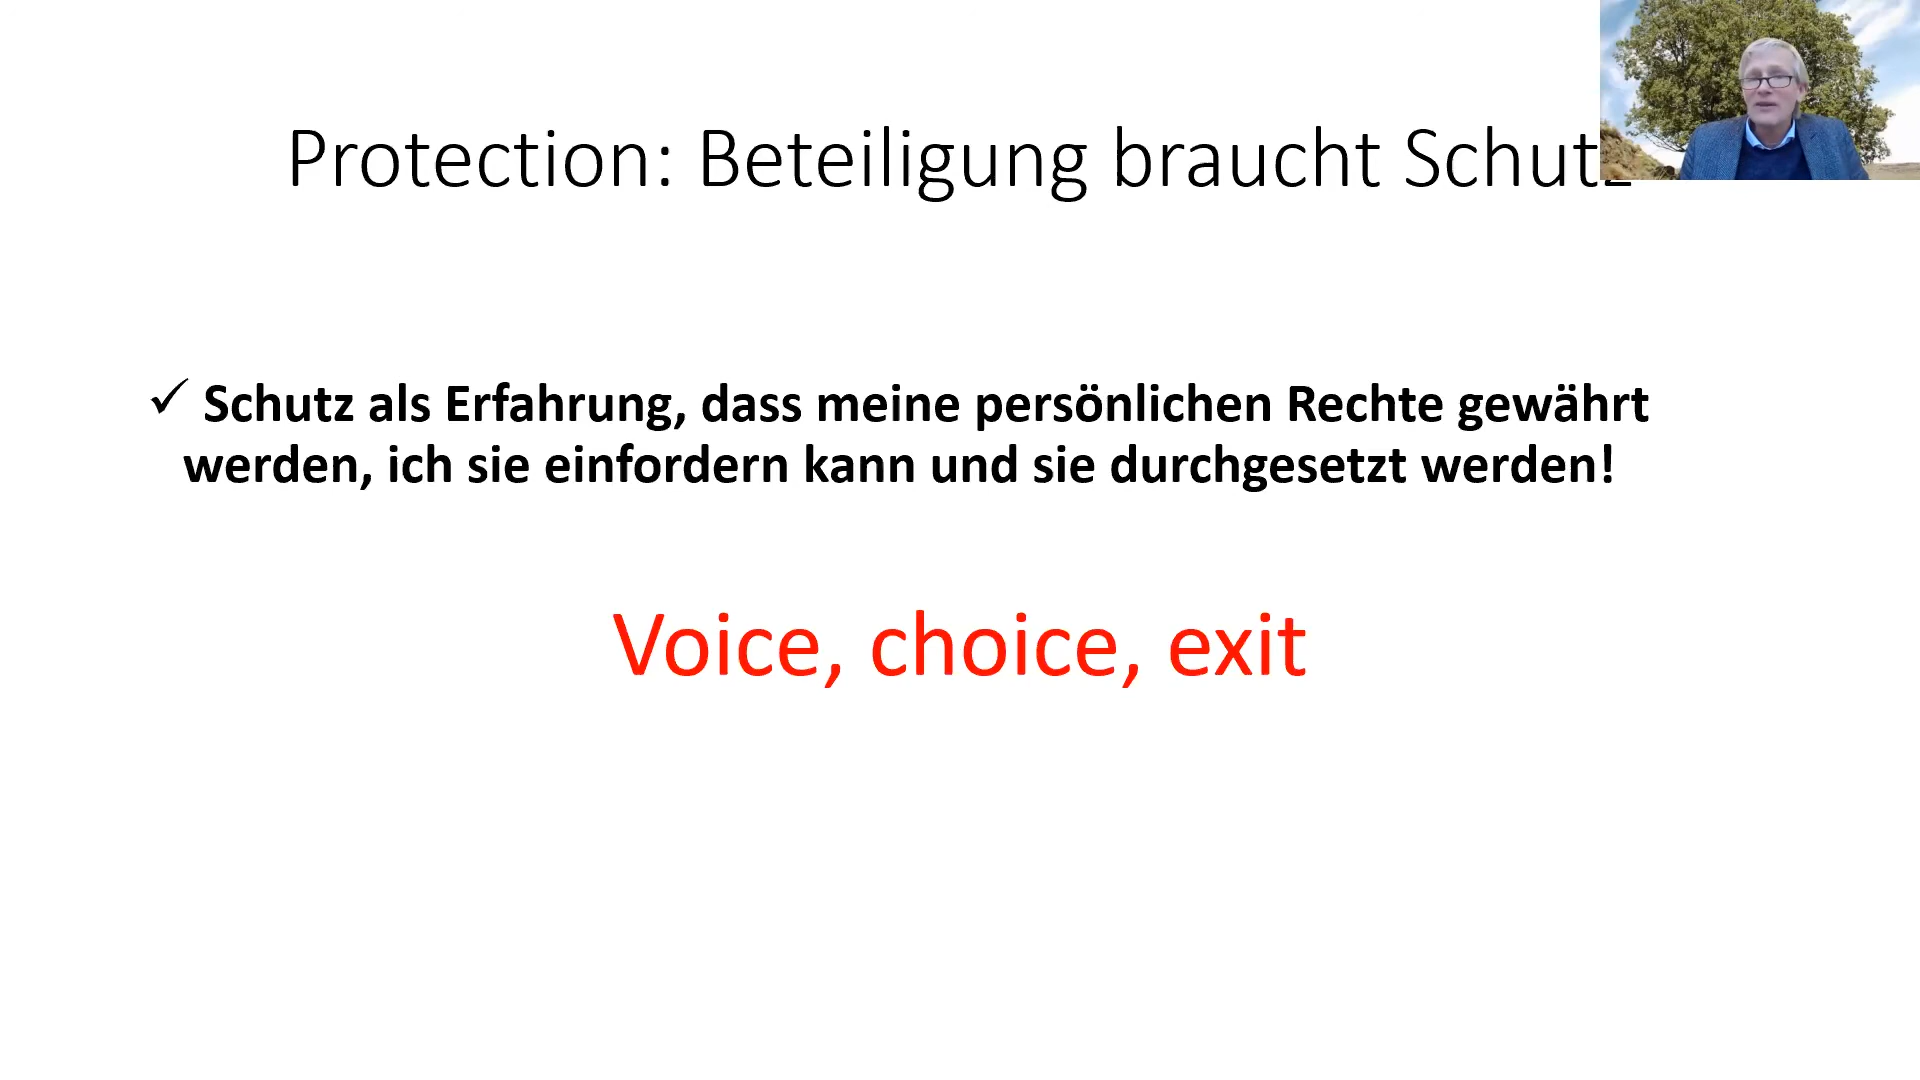 Protection: Beteiligung braucht Schutz
✓ Schutz als Erfahrung, dass meine persönlichen Rechte gewährt
werden, ich sie einfordern kann und sie durchgesetzt werden!
Voice, choice, exit